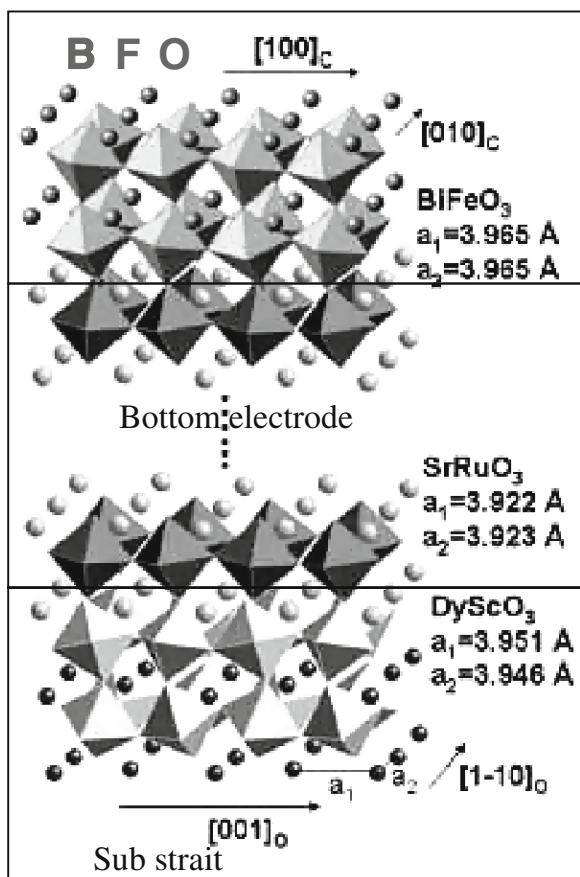 B F O
[100]C
[010]C
BiFeO3
a1=3.965 Å
a2=3.965 Å
Bottom electrode
SrRuO3
a1=3.922 Å
a2=3.923 Å
DyScO3
a1=3.951 Å
a2=3.946 Å
a1 a2
[1-10]O
[001]O
Sub strait